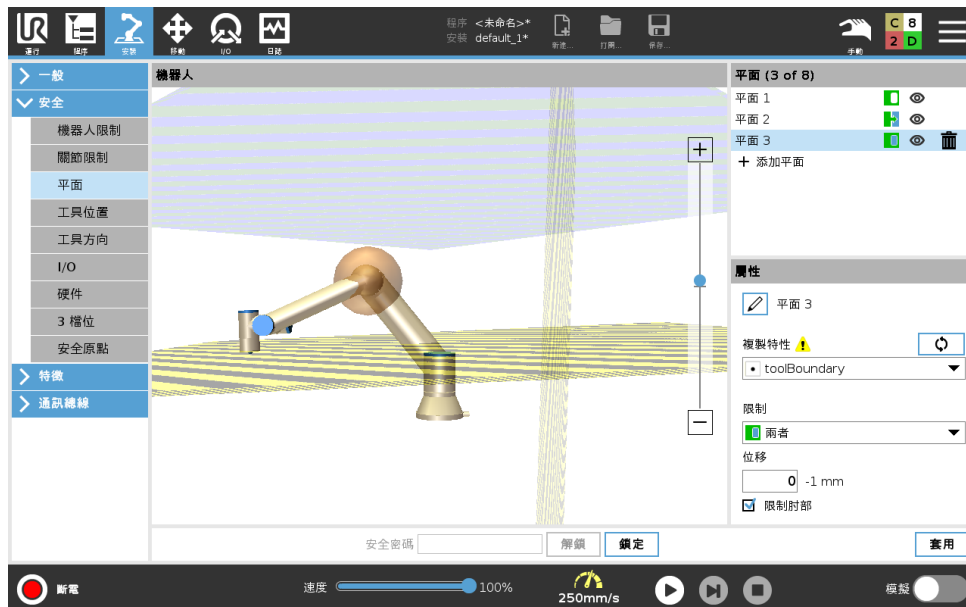 程序 <未命名>*
安裝 default_1*
運行
程序
安裝
移動
I/O
日誌
新建...
打開...
保存...
手動
C 8
2 D
一般
安全
機器人限制
關節限制
平面
工具位置
工具方向
I/O
硬件
3 檔位
安全原點
特徵
通訊總線
機器人
平面 (3 of 8)
平面 1
平面 2
平面 3
添加平面
屬性
平面 3
複製特性
toolBoundary
限制
兩者
位移
0 -1 mm
限制肘部
安全密碼
解鎖
鎖定
套用
斷電
速度 100%
250mm/s
模擬